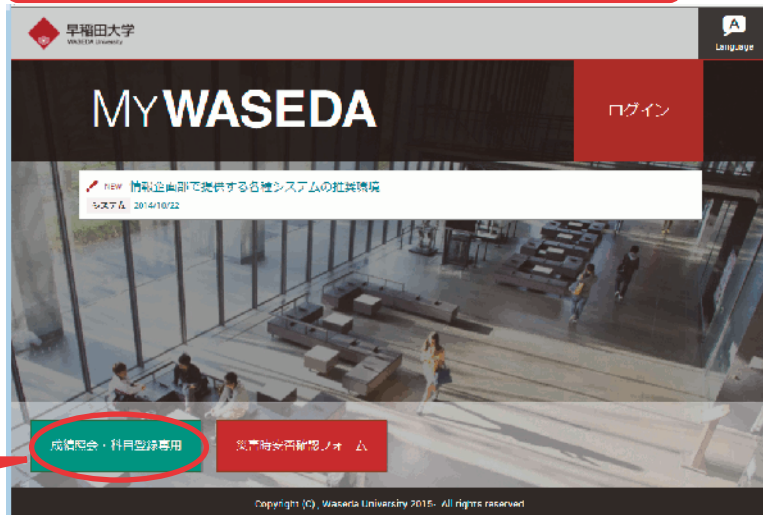 早稲田大学
WASEDA University
Language
MYWASEDA
ログイン
NEW 情報企画部で提供する各種システムの推奨環境
システム 2014/10/22
成績照会・科目登録専用
災害時安否確認フォーム
Copyright (C), Waseda University 2015- All rights reserved